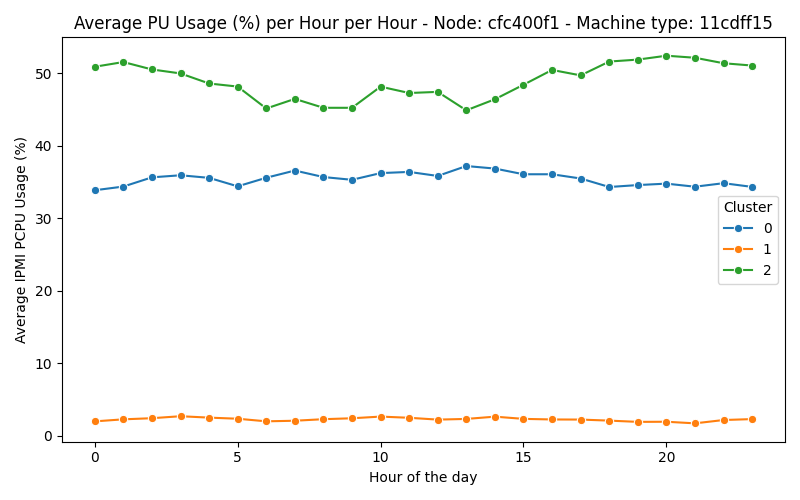 Average PU Usage (%) per Hour per Hour - Node: cfc400f1 - Machine type: 11cdff15
Average IPMI PCPU Usage (%)
50
40
30
20
10
0
Cluster
0
1
2
0 5 10 15 20
Hour of the day